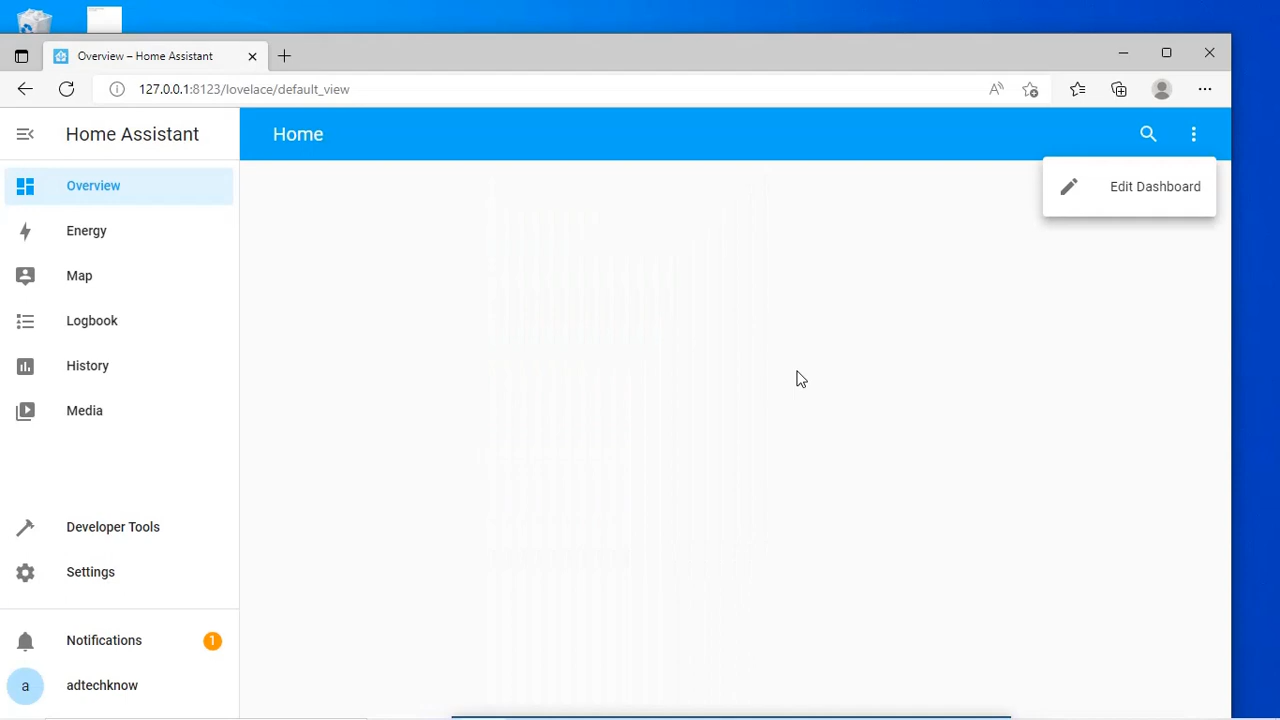 Overview – Home Assistant
127.0.0.1:8123/lovelace/default_view
Home Assistant
Home
Overview
Edit Dashboard
Energy
Map
Logbook
History
Media
Developer Tools
Settings
Notifications
1
a
adtechknow